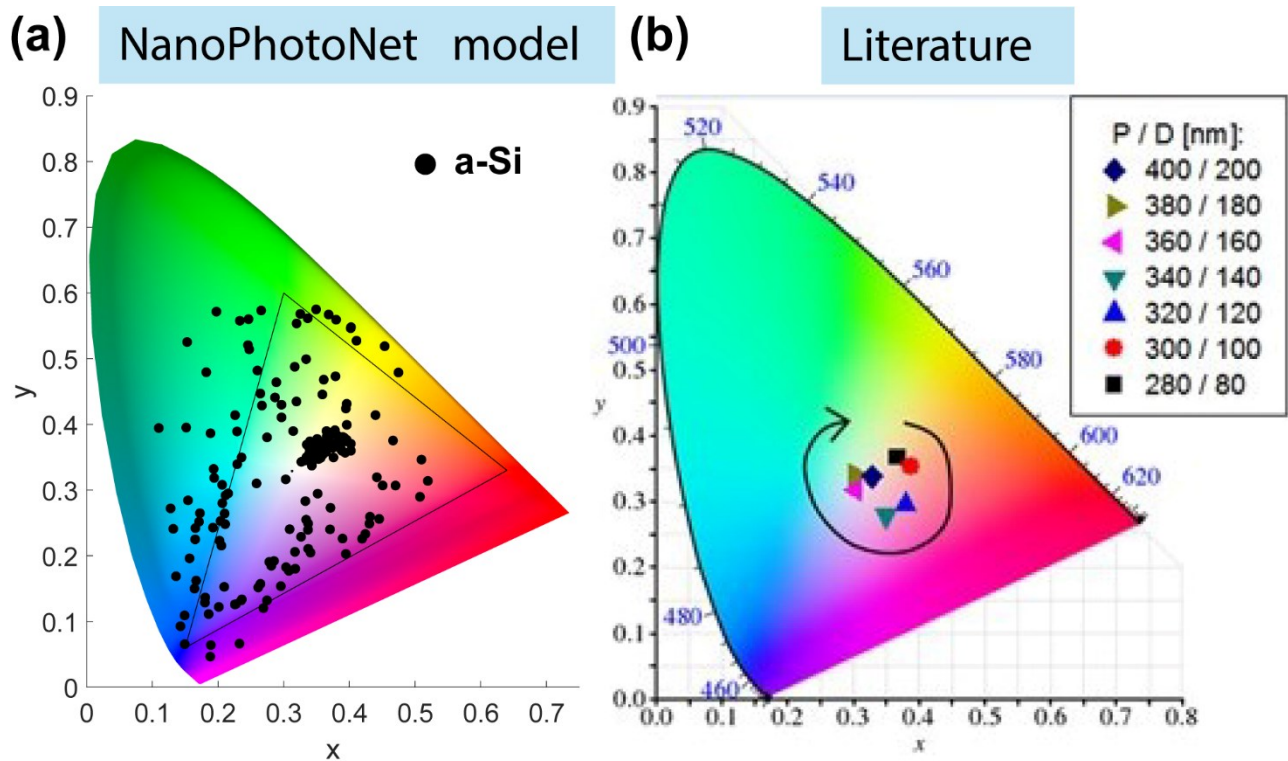 (a) NanoPhotoNet model
0.9
0.8
0.7
0.6
0.5
0.4
0.3
0.2
0.1
0
y
a-Si
0 0.1 0.2 0.3 0.4 0.5 0.6 0.7
x
(b) Literature
0.9
0.8
0.7
0.6
0.5
0.4
0.3
0.2
0.1
0.0
y
520
540
560
500
580
600
620
480
460
P / D [nm]:
400 / 200
380 / 180
360 / 160
340 / 140
320 / 120
300 / 100
280 / 80
0.0 0.1 0.2 0.3 0.4 0.5 0.6 0.7 0.8
x